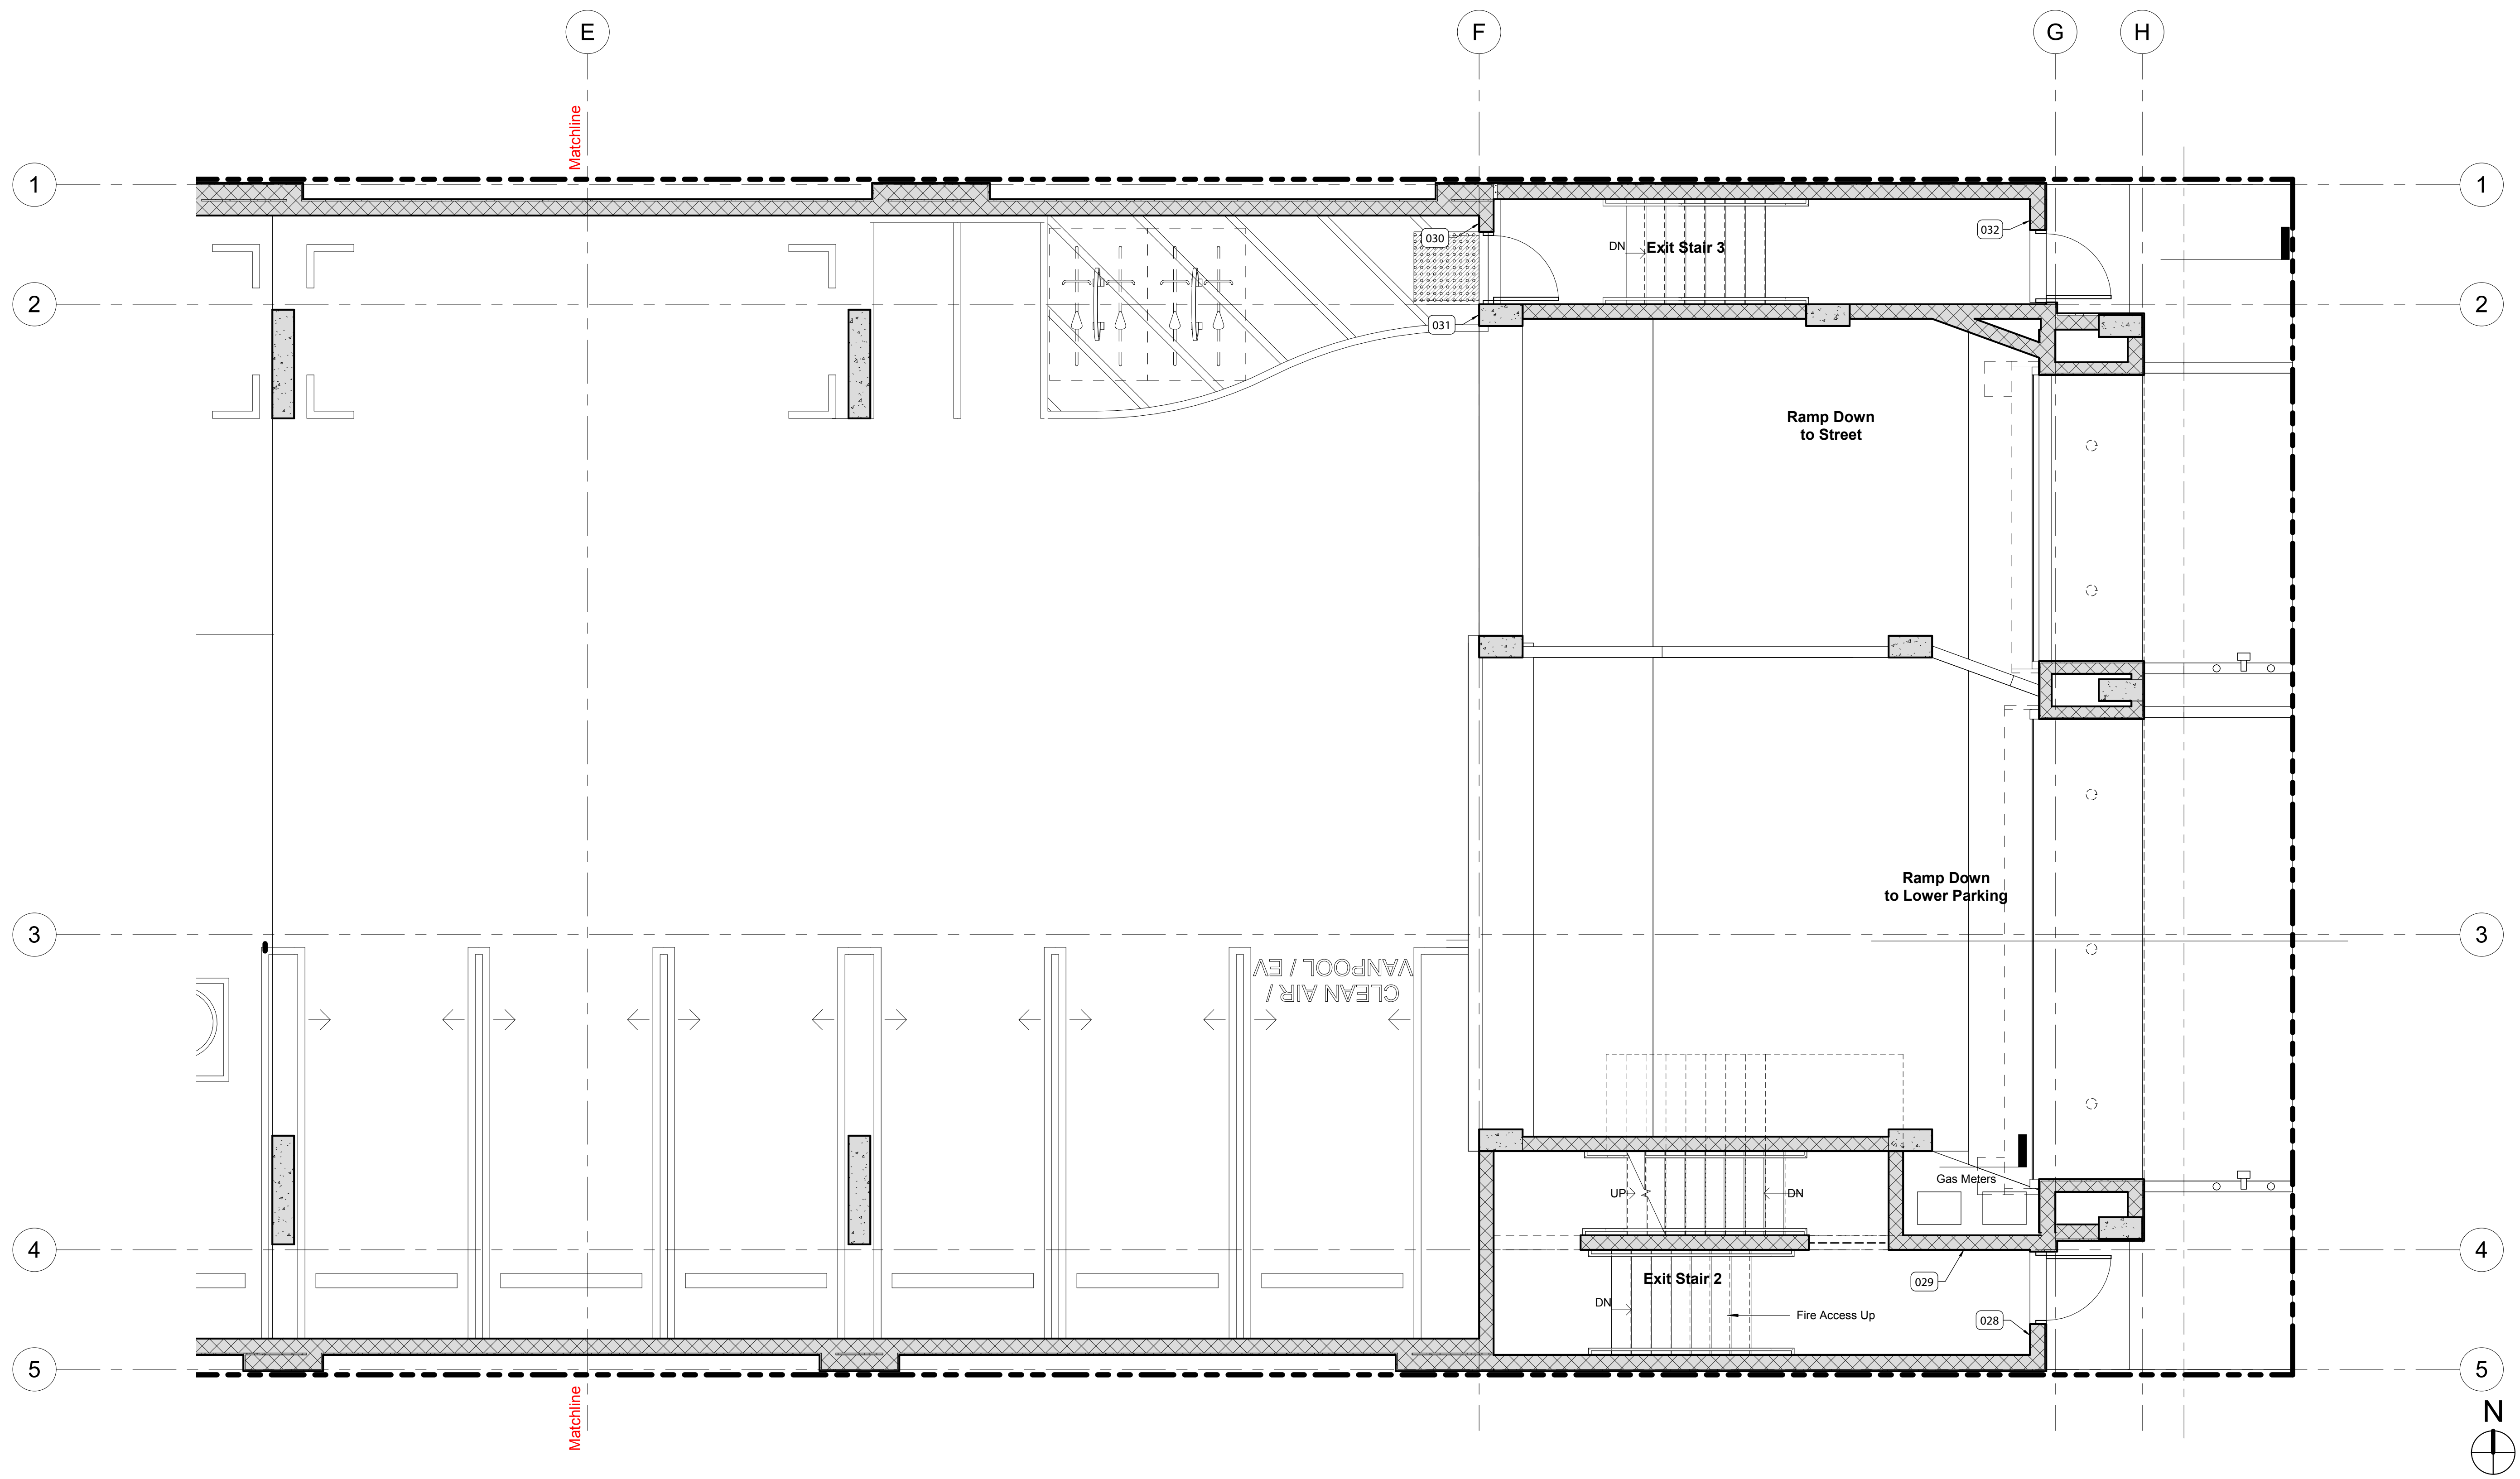 E
F
G
H
Matchline
1
1
030
DN
Exit Stair 3
032
2
2
031
Ramp Down
to Street
Ramp Down
to Lower Parking
3
3
VANPOOL / EV
CLEAN AIR /
Gas Meters
UP
DN
4
4
Exit Stair 2
029
DN
Fire Access Up
028
5
5
Matchline
N